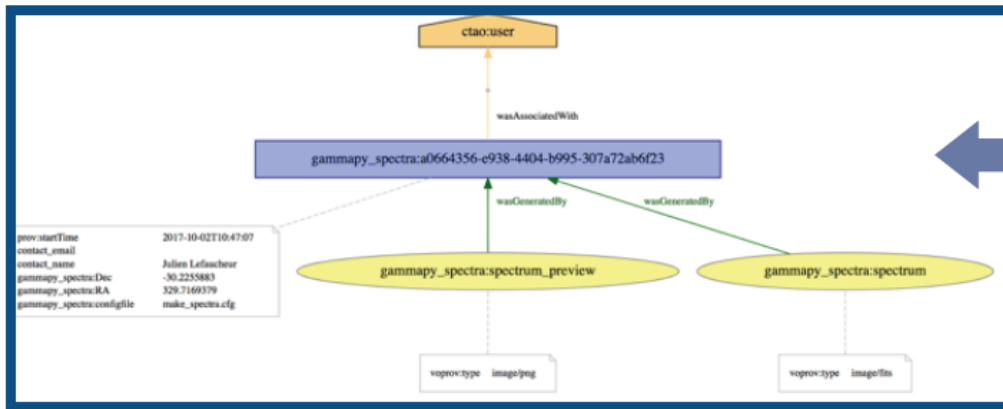 ctao:user
wasAssociatedWith
gammapy_spectra:a0664356-e938-4404-b995-307a72ab6f23
wasGeneratedBy
wasGeneratedBy
prov:startTime 2017-10-02T10:47:07
contact_email
contact_name Julien Lefaucheur
gammapy_spectra:Dec -30.2255883
gammapy_spectra:RA 329.7169379
gammapy_spectra:configfile make_spectra.cfg
gammapy_spectra:spectrum_preview
gammapy_spectra:spectrum
voprov:type image/png
voprov:type image/fits